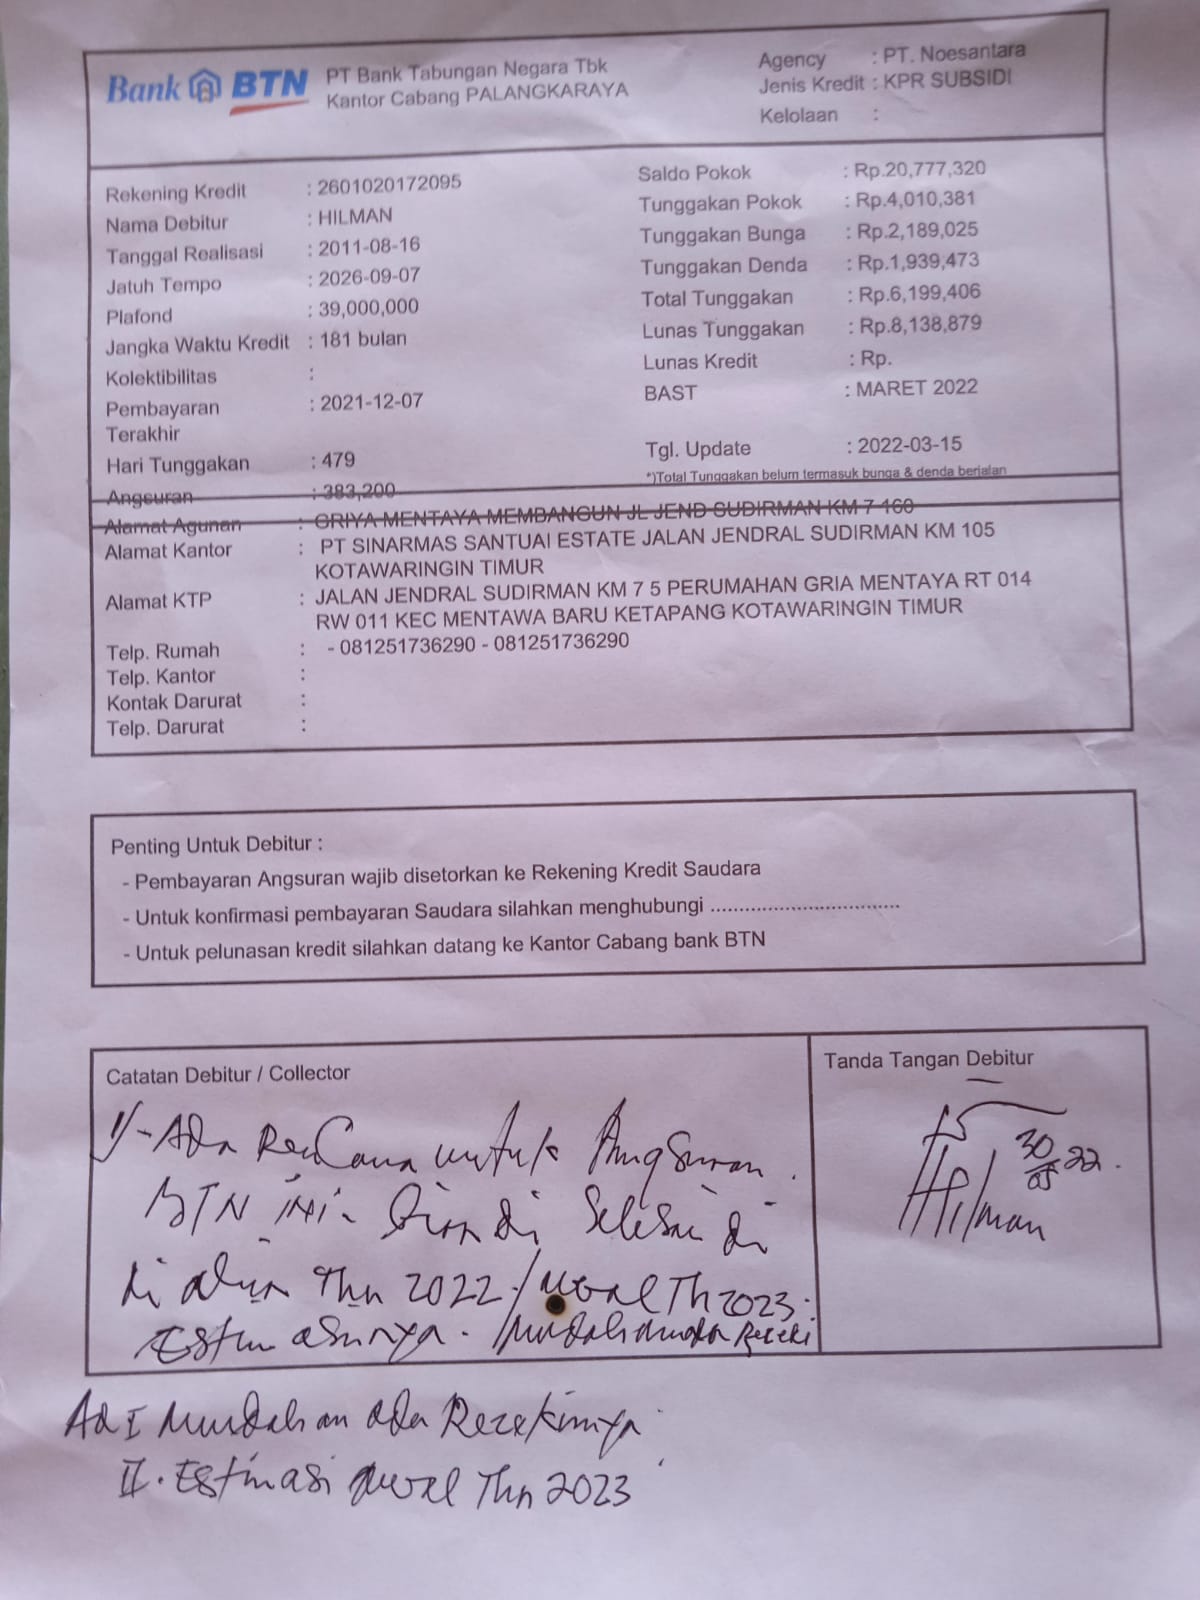 Bank BTN
PT Bank Tabungan Negara Tbk
Kantor Cabang PALANGKARAYA
Agency : PT. Noesantara
Jenis Kredit : KPR SUBSIDI
Kelolaan :
Rekening Kredit : 2601020172095
Nama Debitur : HILMAN
Tanggal Realisasi : 2011-08-16
Jatuh Tempo : 2026-09-07
Plafond : 39,000,000
Jangka Waktu Kredit : 181 bulan
Kolektibilitas :
Pembayaran : 2021-12-07
Terakhir
Hari Tunggakan : 479
Angsuran : 383,200
Saldo Pokok : Rp.20,777,320
Tunggakan Pokok : Rp.4,010,381
Tunggakan Bunga : Rp.2,189,025
Tunggakan Denda : Rp.1,939,473
Total Tunggakan : Rp.6,199,406
Lunas Tunggakan : Rp.8,138,879
Lunas Kredit : Rp.
BAST : MARET 2022
Tgl. Update : 2022-03-15
*)Total Tunggakan belum termasuk bunga & denda berjalan
Alamat Agunan : GRIYA MENTAYA MEMBANGUN JL JEND SUDIRMAN KM 7 160
Alamat Kantor : PT SINARMAS SANTUAI ESTATE JALAN JENDRAL SUDIRMAN KM 105
KOTAWARINGIN TIMUR
Alamat KTP : JALAN JENDRAL SUDIRMAN KM 7 5 PERUMAHAN GRIA MENTAYA RT 014
RW 011 KEC MENTAWA BARU KETAPANG KOTAWARINGIN TIMUR
Telp. Rumah : - 081251736290 - 081251736290
Telp. Kantor :
Kontak Darurat :
Telp. Darurat :
Penting Untuk Debitur :
- Pembayaran Angsuran wajib disetorkan ke Rekening Kredit Saudara
- Untuk konfirmasi pembayaran Saudara silahkan menghubungi ..................................
- Untuk pelunasan kredit silahkan datang ke Kantor Cabang bank BTN
Catatan Debitur / Collector
1/- Ada Rencana untuk Angsuran.
BTN ini- Selesai di
di Thn 2022./ awal Th 2023.
Estimasinya. Mudahan Rezeki
Tanda Tangan Debitur
30/05 22.
Hilman
Ad I Mudahan ada Rezekinya
II. Estimasi awal Thn 2023